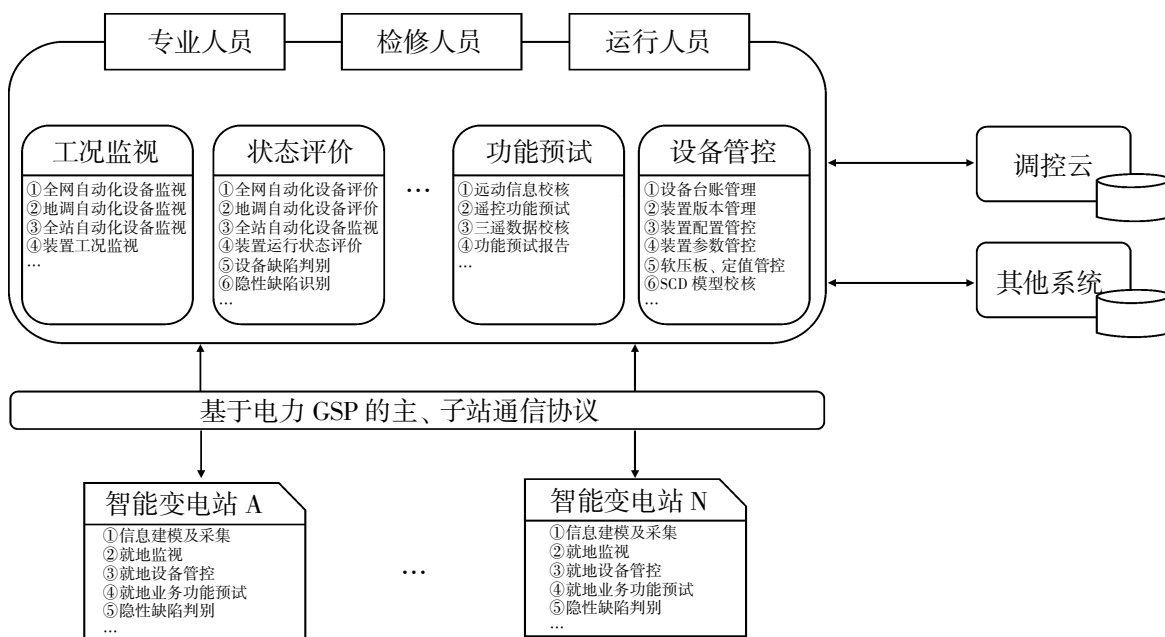 专业人员
检修人员
运行人员
工况监视
①全网自动化设备监视
②地调自动化设备监视
③全站自动化设备监视
④装置工况监视
…
状态评价
①全网自动化设备评价
②地调自动化设备评价
③全站自动化设备监视
④装置运行状态评价
⑤设备缺陷判别
⑥隐性缺陷识别
…
…
功能预试
①远动信息校核
②遥控功能预试
③三遥数据校核
④功能预试报告
…
设备管控
①设备台账管理
②装置版本管理
③装置配置管控
④装置参数管控
⑤软压板、定值管控
⑥SCD 模型校核
…
调控云
其他系统
基于电力 GSP 的主、子站通信协议
智能变电站 A
①信息建模及采集
②就地监视
③就地设备管控
④就地业务功能预试
⑤隐性缺陷判别
…
…
智能变电站 N
①信息建模及采集
②就地监视
③就地设备管控
④就地业务功能预试
⑤隐性缺陷判别
…